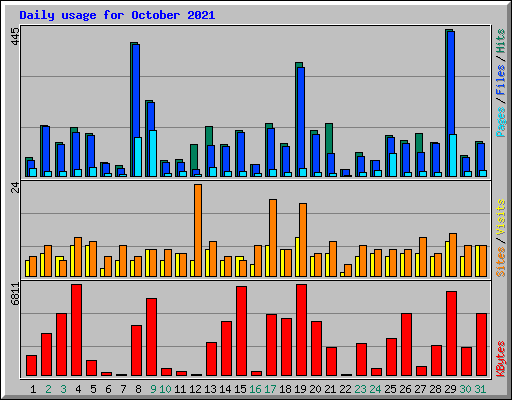 Daily usage for October 2021
445
Pages / Files / Hits
24
Sites / Visits
6811
KBytes
1 2 3 4 5 6 7 8 9 10 11 12 13 14 15 16 17 18 19 20 21 22 23 24 25 26 27 28 29 30 31